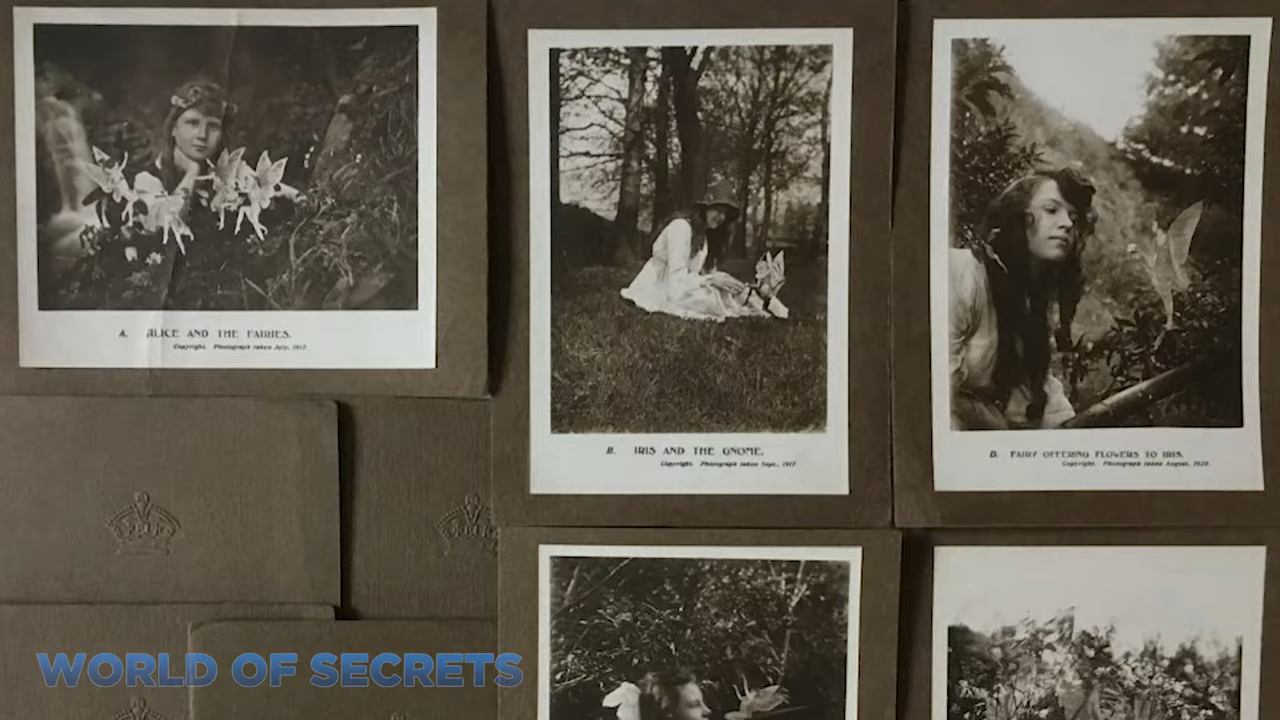 A. ALICE AND THE FAIRIES.
Copyright. Photograph taken July, 1917.
B. IRIS AND THE GNOME.
Copyright. Photograph taken Sept., 1917
D. FAIRY OFFERING FLOWERS TO IRIS.
Copyright. Photograph taken August, 1920.
WORLD OF SECRETS